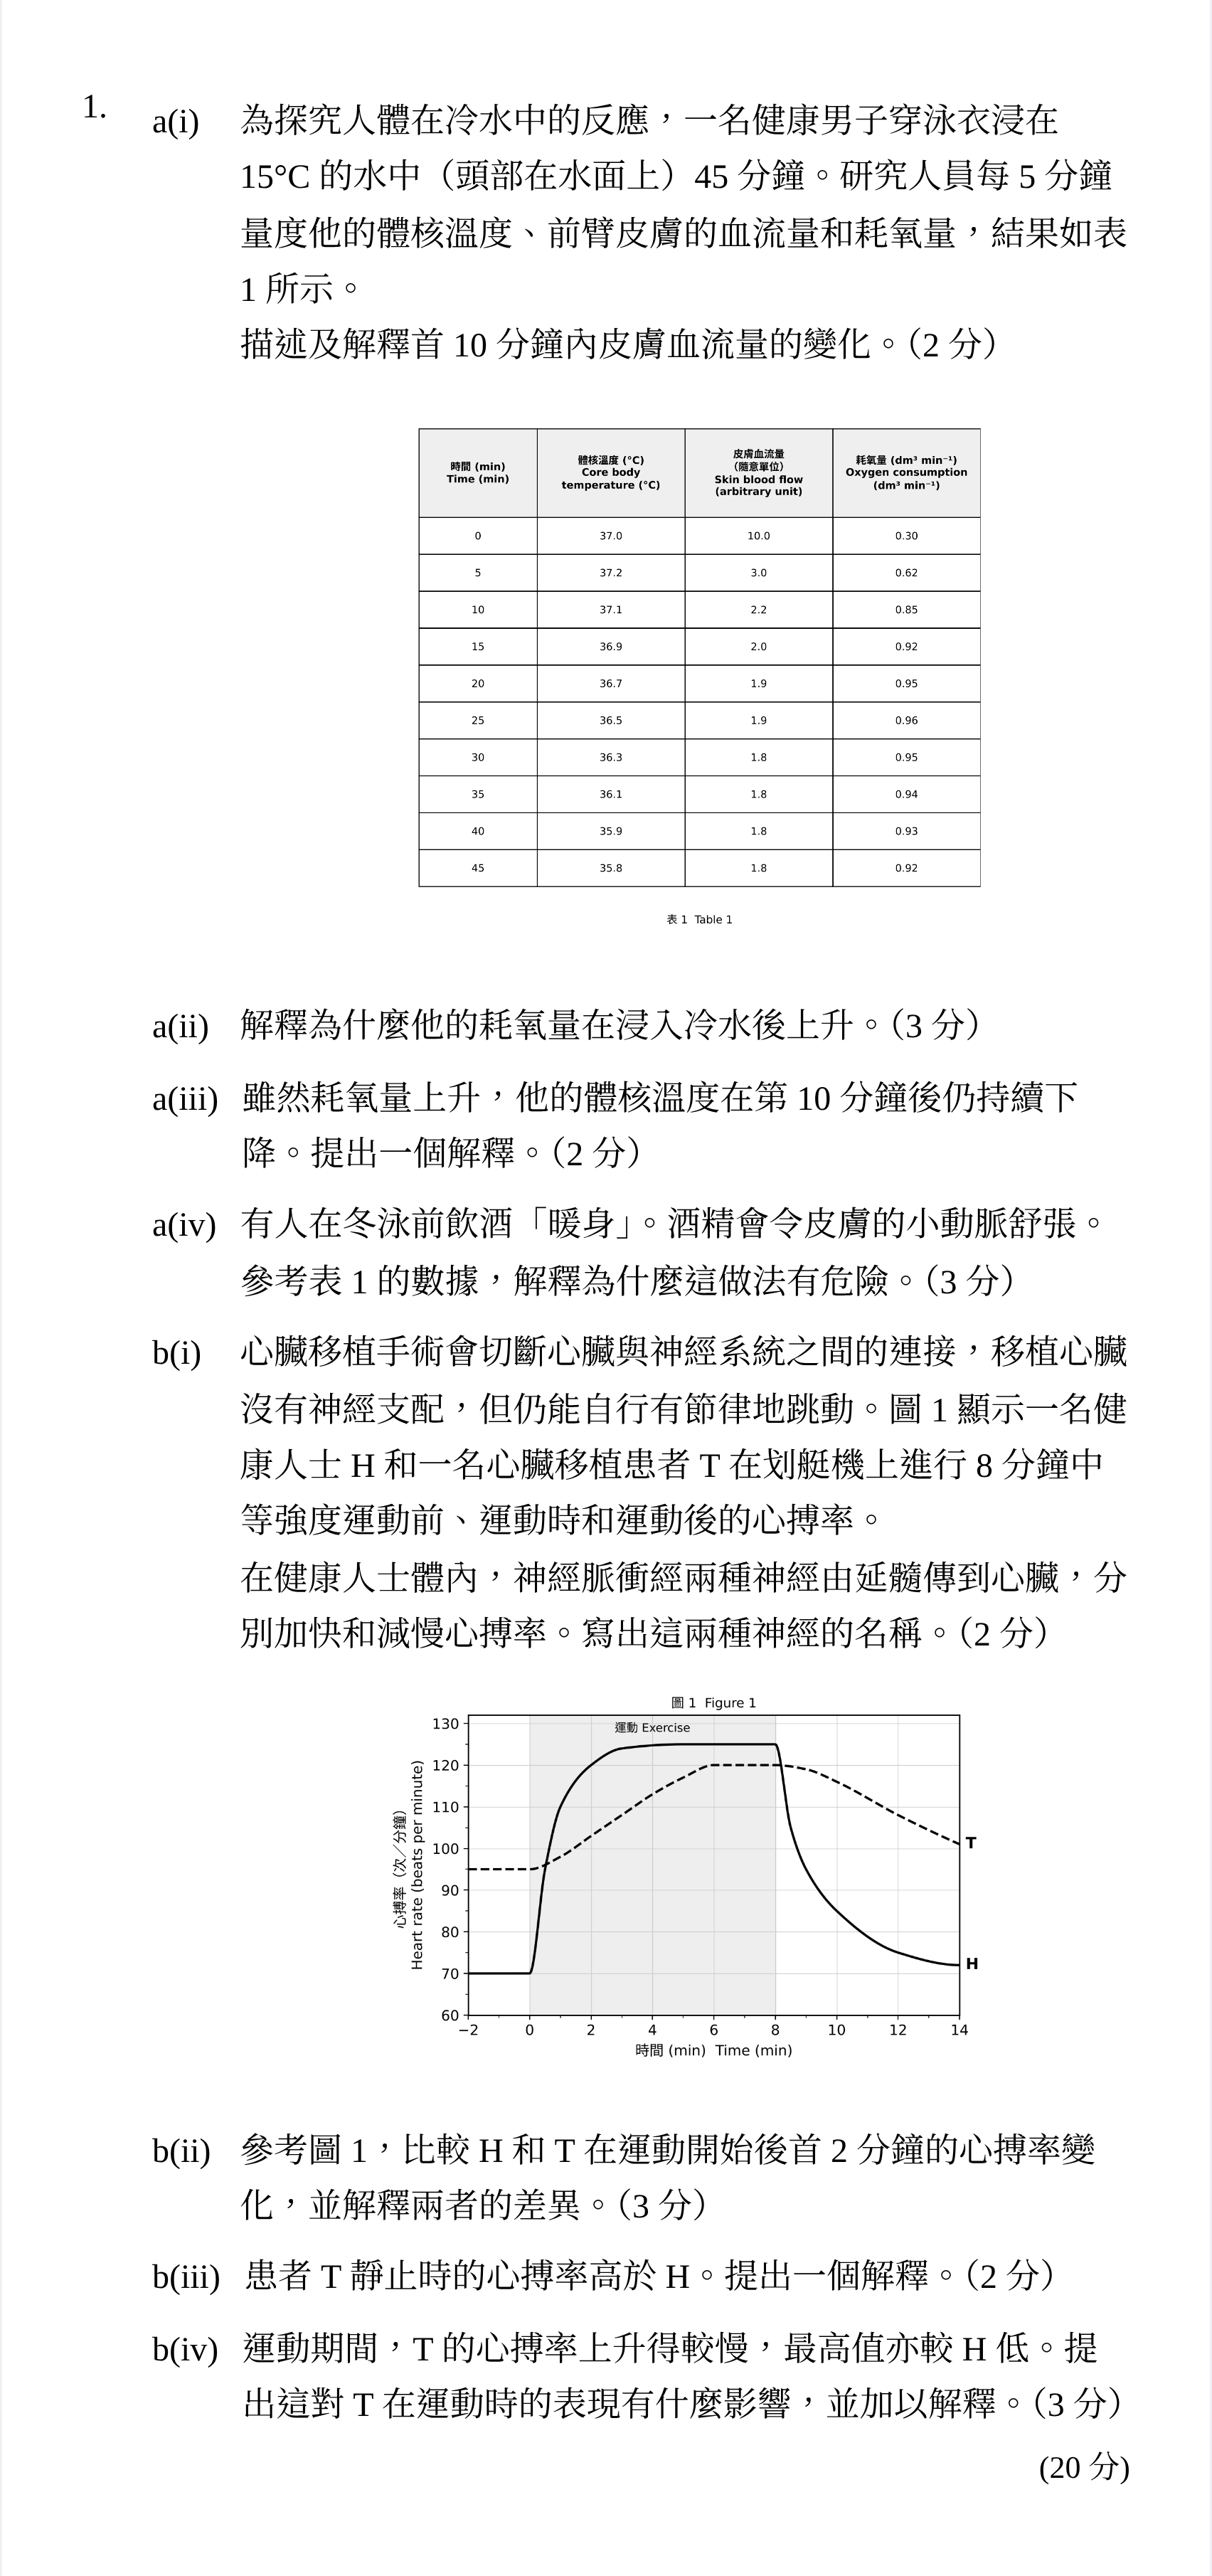 1.
a(i) 為探究人體在冷水中的反應，一名健康男子穿泳衣浸在
15°C 的水中（頭部在水面上）45 分鐘。研究人員每 5 分鐘
量度他的體核溫度、前臂皮膚的血流量和耗氧量，結果如表
1 所示。
描述及解釋首 10 分鐘內皮膚血流量的變化。（2 分）
時間 (min)
Time (min)
體核溫度 (°C)
Core body
temperature (°C)
皮膚血流量
（隨意單位）
Skin blood flow
(arbitrary unit)
耗氧量 (dm³ min⁻¹)
Oxygen consumption
(dm³ min⁻¹)
0 37.0 10.0 0.30
5 37.2 3.0 0.62
10 37.1 2.2 0.85
15 36.9 2.0 0.92
20 36.7 1.9 0.95
25 36.5 1.9 0.96
30 36.3 1.8 0.95
35 36.1 1.8 0.94
40 35.9 1.8 0.93
45 35.8 1.8 0.92
表 1 Table 1
a(ii) 解釋為什麼他的耗氧量在浸入冷水後上升。（3 分）
a(iii) 雖然耗氧量上升，他的體核溫度在第 10 分鐘後仍持續下
降。提出一個解釋。（2 分）
a(iv) 有人在冬泳前飲酒「暖身」。酒精會令皮膚的小動脈舒張。
參考表 1 的數據，解釋為什麼這做法有危險。（3 分）
b(i) 心臟移植手術會切斷心臟與神經系統之間的連接，移植心臟
沒有神經支配，但仍能自行有節律地跳動。圖 1 顯示一名健
康人士 H 和一名心臟移植患者 T 在划艇機上進行 8 分鐘中
等強度運動前、運動時和運動後的心搏率。
在健康人士體內，神經脈衝經兩種神經由延髓傳到心臟，分
別加快和減慢心搏率。寫出這兩種神經的名稱。（2 分）
圖 1 Figure 1
運動 Exercise
心搏率（次／分鐘）
Heart rate (beats per minute)
130
120
110
100
90
80
70
60
T
H
−2 0 2 4 6 8 10 12 14
時間 (min) Time (min)
b(ii) 參考圖 1，比較 H 和 T 在運動開始後首 2 分鐘的心搏率變
化，並解釋兩者的差異。（3 分）
b(iii) 患者 T 靜止時的心搏率高於 H。提出一個解釋。（2 分）
b(iv) 運動期間，T 的心搏率上升得較慢，最高值亦較 H 低。提
出這對 T 在運動時的表現有什麼影響，並加以解釋。（3 分）
(20 分)